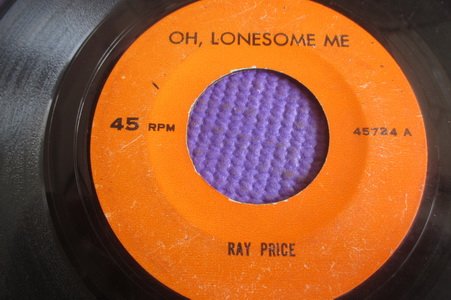 OH, LONESOME ME
45 RPM
45724 A
RAY PRICE